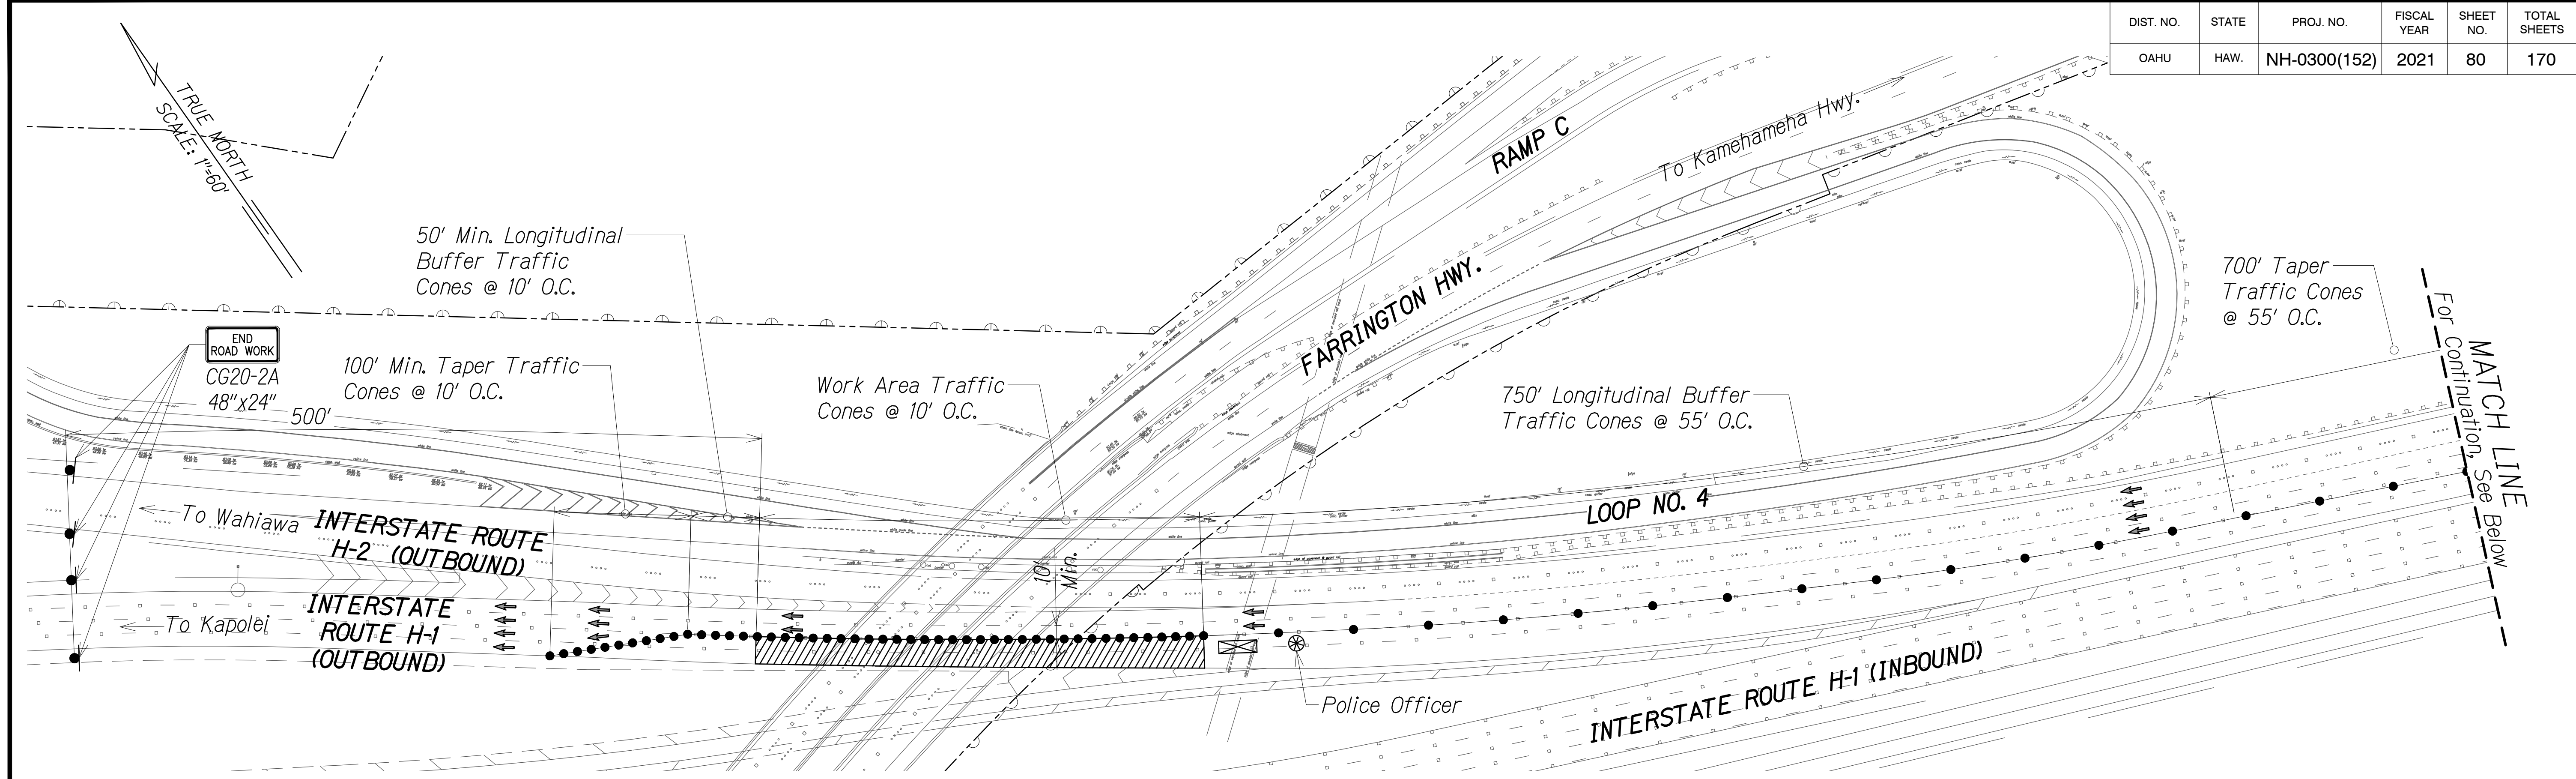 DIST. NO.
STATE
PROJ. NO.
FISCAL
YEAR
SHEET
NO.
TOTAL
SHEETS
OAHU
HAW.
NH-0300(152)
2021
80
170
TRUE NORTH
SCALE: 1"=60'
50' Min. Longitudinal
Buffer Traffic
Cones @ 10' O.C.
END
ROAD WORK
CG20-2A
48"x24"
500'
100' Min. Taper Traffic
Cones @ 10' O.C.
Work Area Traffic
Cones @ 10' O.C.
RAMP C
To Kamehameha Hwy.
FARRINGTON HWY.
750' Longitudinal Buffer
Traffic Cones @ 55' O.C.
700' Taper
Traffic Cones
@ 55' O.C.
MATCH LINE
For Continuation, See Below
LOOP NO. 4
To Wahiawa
INTERSTATE ROUTE
H-2 (OUTBOUND)
10'
Min.
To Kapolei
INTERSTATE
ROUTE H-1
(OUTBOUND)
Police Officer
INTERSTATE ROUTE H-1 (INBOUND)